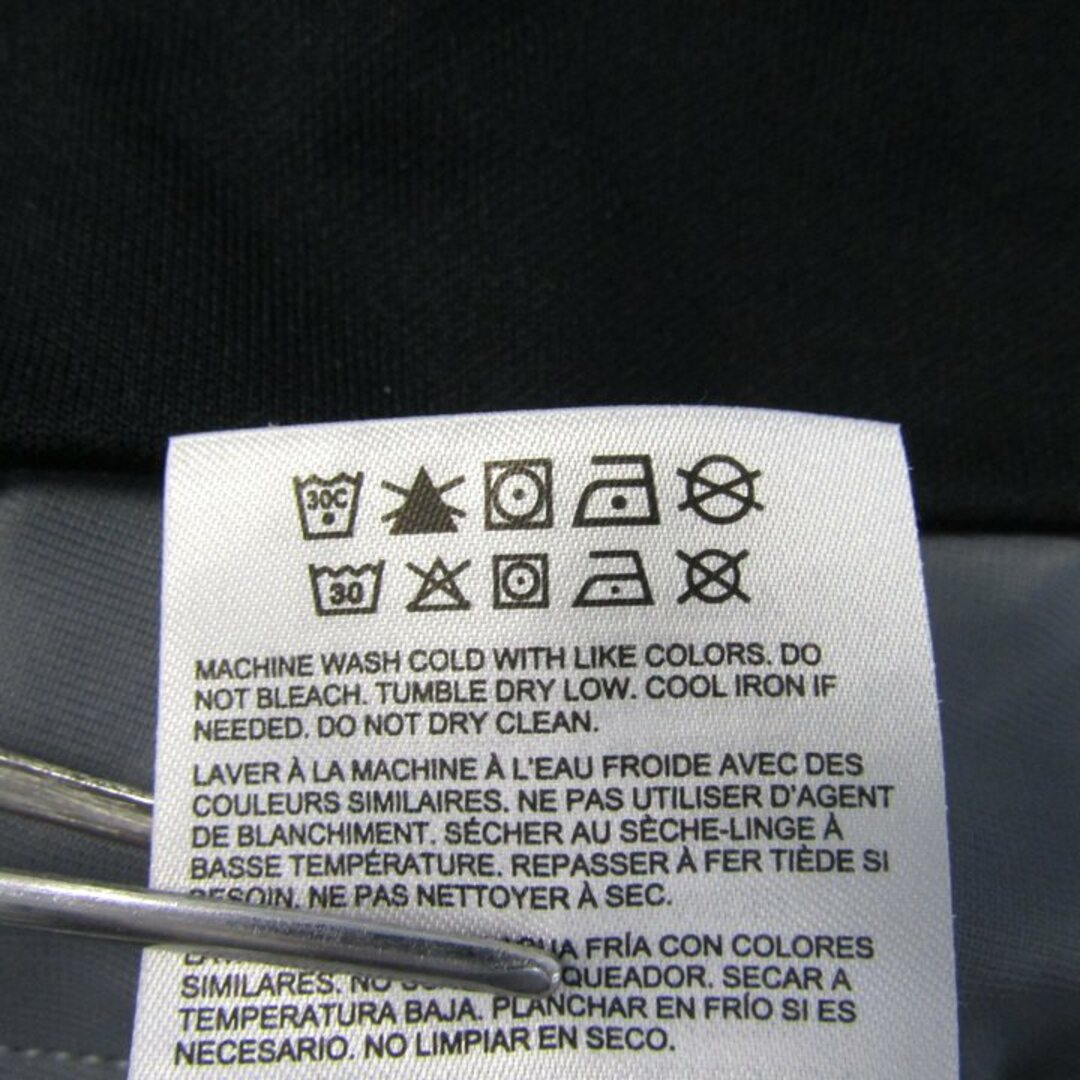 30C
30
MACHINE WASH COLD WITH LIKE COLORS. DO
NOT BLEACH. TUMBLE DRY LOW. COOL IRON IF
NEEDED. DO NOT DRY CLEAN.
LAVER À LA MACHINE À L'EAU FROIDE AVEC DES
COULEURS SIMILAIRES. NE PAS UTILISER D'AGENT
DE BLANCHIMENT. SÉCHER AU SÈCHE-LINGE À
BASSE TEMPÉRATURE. REPASSER À FER TIÈDE SI
BESOIN. NE PAS NETTOYER À SEC.
FRÍA CON COLORES
SIMILARES. NO SECAR A
TEMPERATURA BAJA. PLANCHAR EN FRÍO SI ES
NECESARIO. NO LIMPIAR EN SECO.